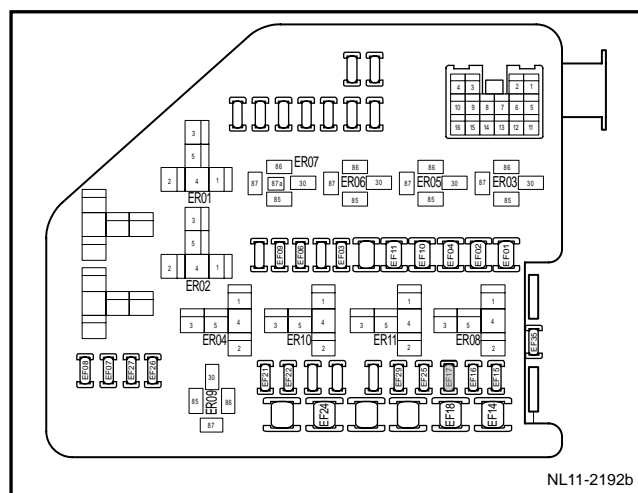 4 3 2 1
10 9 8 7 6 5
16 15 14 13 12 11
3
5
2 4 1
ER01
86
87 87a 30
85
ER07
86
87 30
85
ER06
86
87 30
85
ER05
86
87 30
85
ER03
3
5
2 4 1
ER02
EF09 EF06 EF03 EF11 EF10 EF04 EF02 EF01
1
3 5 4
2
ER04
1
3 5 4
2
ER10
1
3 5 4
2
ER11
1
3 5 4
2
ER08
EF35
EF08 EF07 EF27 EF26
30
85 86
87
ER09
EF21 EF22 EF29 EF25 EF17 EF16 EF15
EF24 EF18 EF14
NL11-2192b